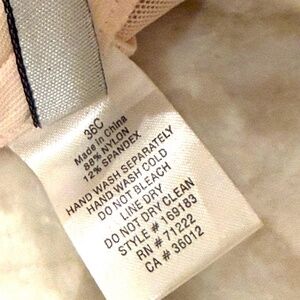 36C
Made in China
88% NYLON
12% SPANDEX
HAND WASH SEPARATELY
HAND WASH COLD
DO NOT BLEACH
LINE DRY
DO NOT DRY CLEAN
STYLE # 169183
RN # 71222
CA # 36012